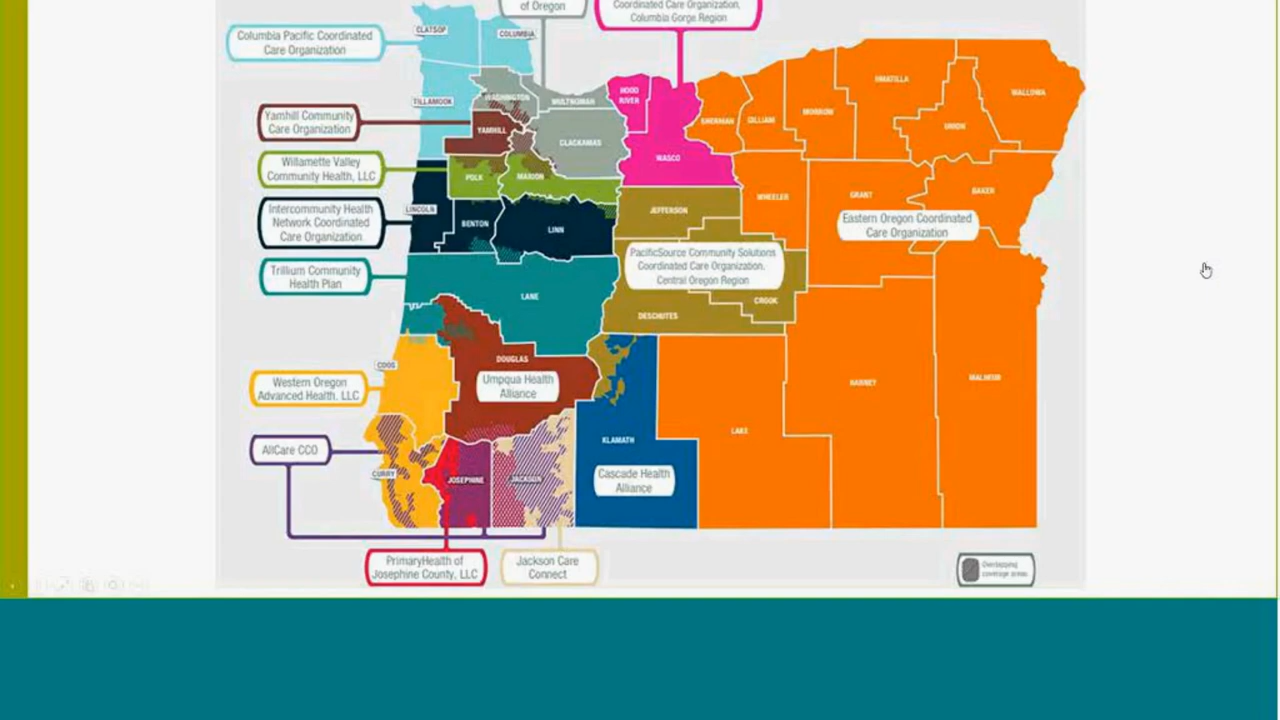 of Oregon
Coordinated Care Organization,
Columbia Gorge Region
Columbia Pacific Coordinated
Care Organization
CLATSOP
COLUMBIA
TILLAMOOK
WASHINGTON
MULTNOMAH
HOOD
RIVER
SHERMAN
GILLIAM
MORROW
UMATILLA
UNION
WALLOWA
Yamhill Community
Care Organization
YAMHILL
CLACKAMAS
WASCO
Willamette Valley
Community Health, LLC
POLK
MARION
WHEELER
GRANT
BAKER
Intercommunity Health
Network Coordinated
Care Organization
LINCOLN
BENTON
LINN
JEFFERSON
Eastern Oregon Coordinated
Care Organization
PacificSource Community Solutions
Coordinated Care Organization,
Central Oregon Region
Trillium Community
Health Plan
LANE
CROOK
DESCHUTES
Western Oregon
Advanced Health, LLC
COOS
DOUGLAS
Umpqua Health
Alliance
HARNEY
MALHEUR
LAKE
KLAMATH
Cascade Health
Alliance
AllCare CCO
CURRY
JOSEPHINE
JACKSON
PrimaryHealth of
Josephine County, LLC
Jackson Care
Connect
Overlapping
coverage areas